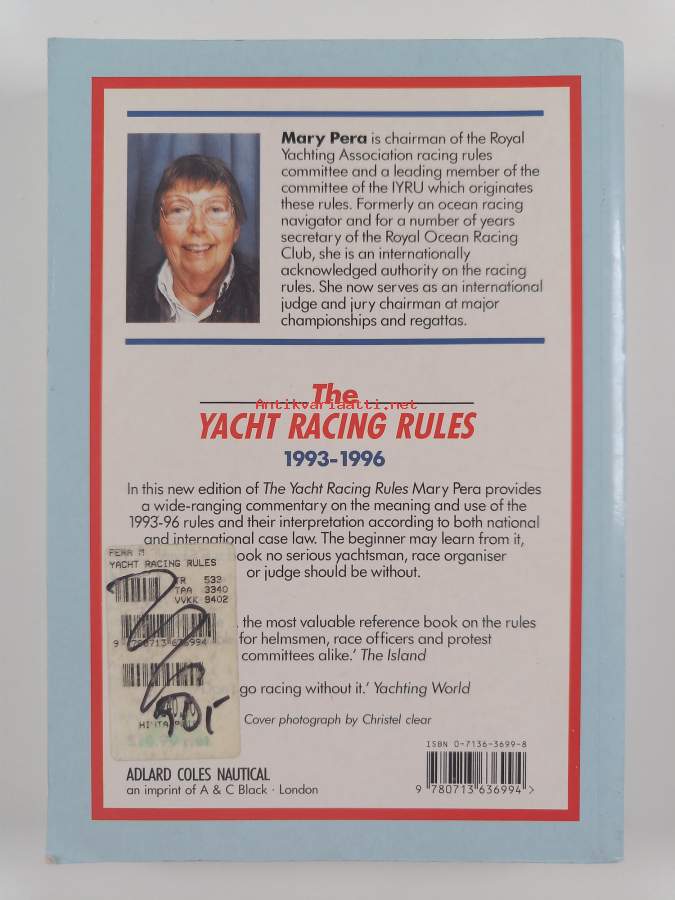 Mary Pera is chairman of the Royal
Yachting Association racing rules
committee and a leading member of the
committee of the IYRU which originates
these rules. Formerly an ocean racing
navigator and for a number of years
secretary of the Royal Ocean Racing
Club, she is an internationally
acknowledged authority on the racing
rules. She now serves as an international
judge and jury chairman at major
championships and regattas.
The
Antikvariaatti.net
YACHT RACING RULES
1993-1996
In this new edition of The Yacht Racing Rules Mary Pera provides
a wide-ranging commentary on the meaning and use of the
1993-96 rules and their interpretation according to both national
and international case law. The beginner may learn from it,
ook no serious yachtsman, race organiser
or judge should be without.
PERA M
YACHT RACING RULES
TR 533
TAA 3340
VVKK 9402
9 780713 636994
the most valuable reference book on the rules
for helmsmen, race officers and protest
committees alike.' The Island
go racing without it.' Yachting World
Cover photograph by Christel clear
ISBN 0-7136-3699-8
9 780713 636994 >
ADLARD COLES NAUTICAL
an imprint of A & C Black · London